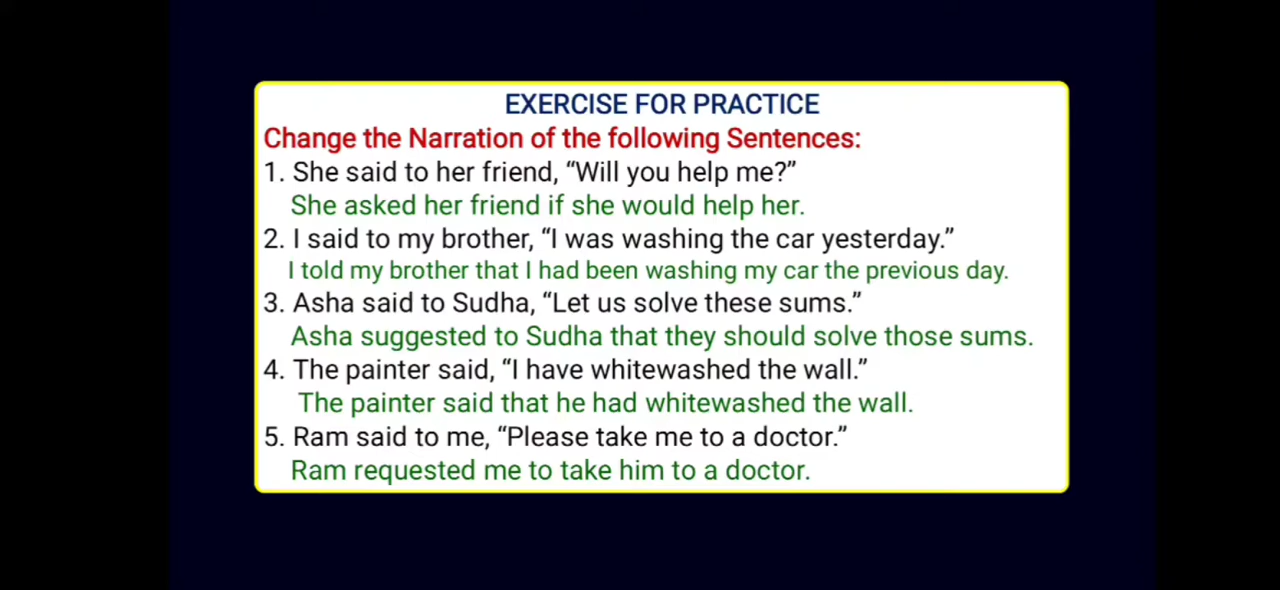 EXERCISE FOR PRACTICE
Change the Narration of the following Sentences:
1. She said to her friend, “Will you help me?”
She asked her friend if she would help her.
2. I said to my brother, “I was washing the car yesterday.”
I told my brother that I had been washing my car the previous day.
3. Asha said to Sudha, “Let us solve these sums.”
Asha suggested to Sudha that they should solve those sums.
4. The painter said, “I have whitewashed the wall.”
The painter said that he had whitewashed the wall.
5. Ram said to me, “Please take me to a doctor.”
Ram requested me to take him to a doctor.